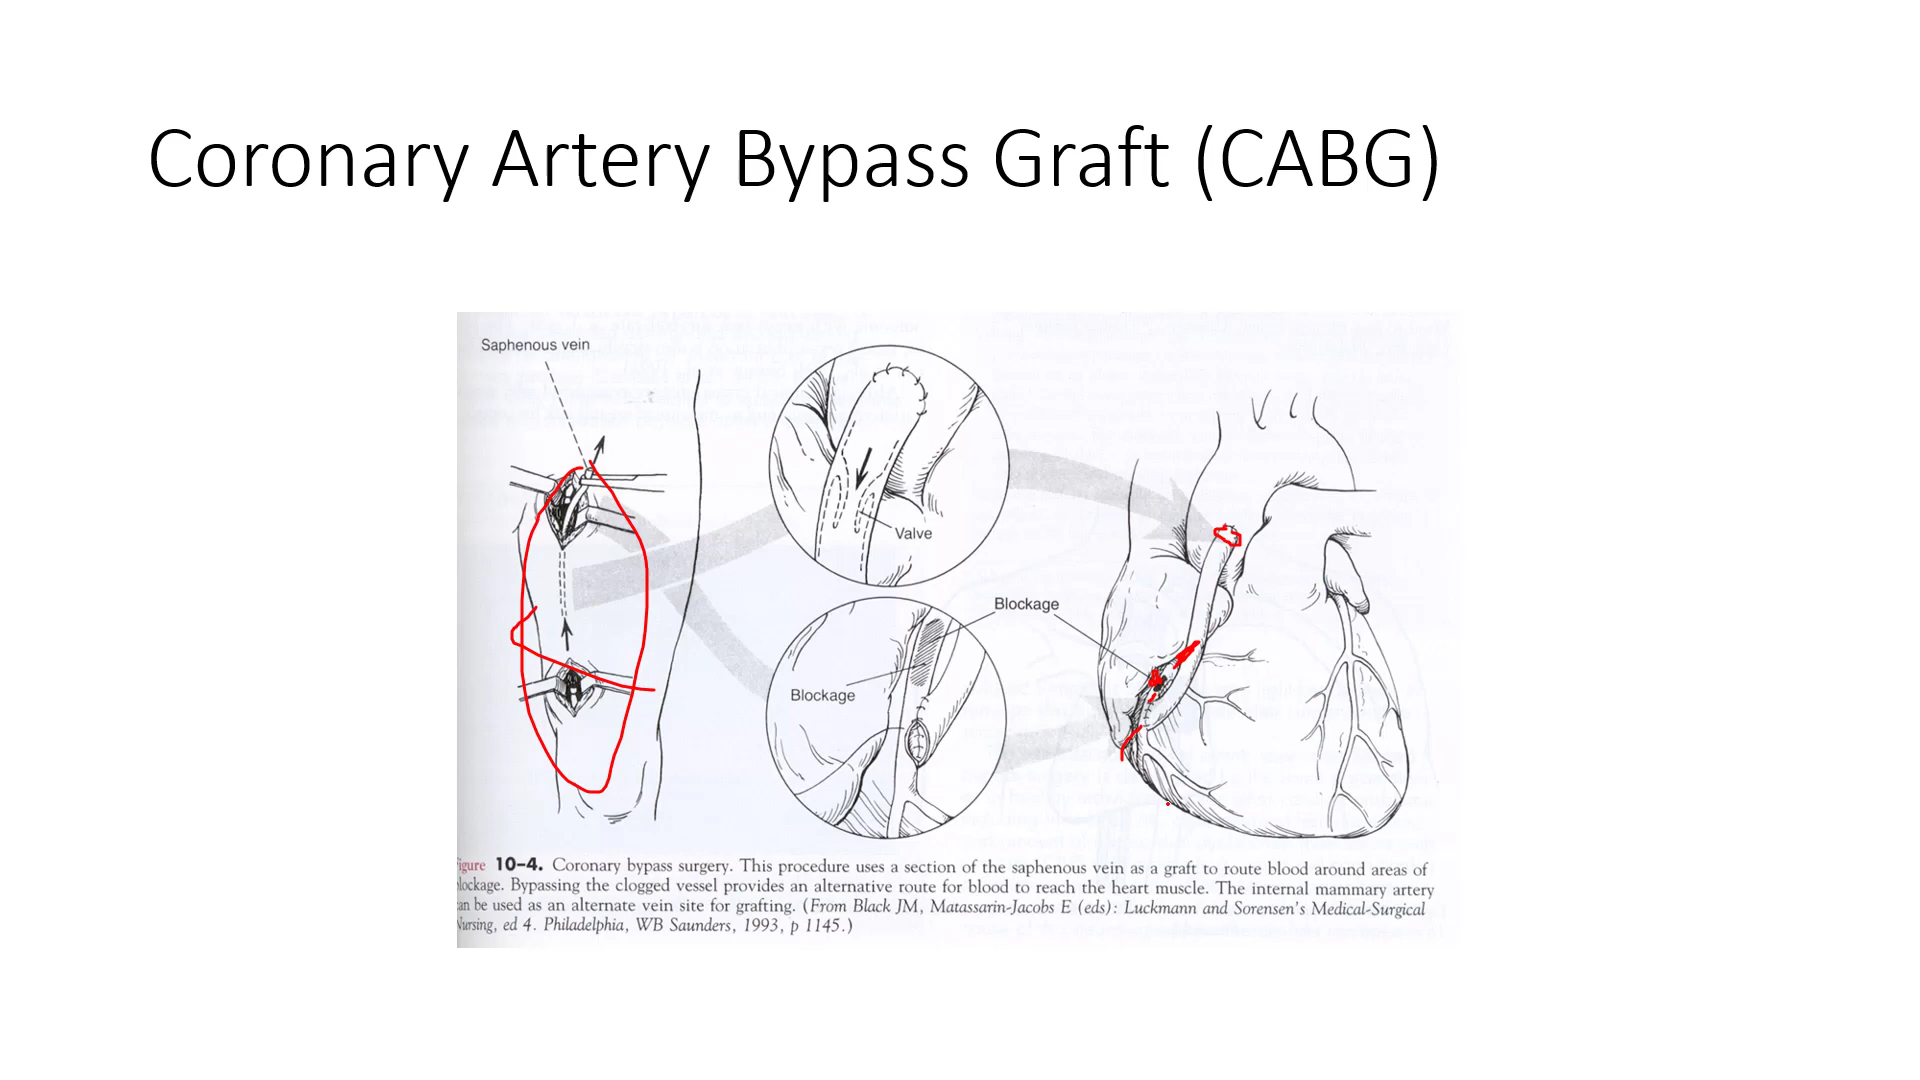 Coronary Artery Bypass Graft (CABG)
Saphenous vein
Valve
Blockage
Blockage
igure 10–4. Coronary bypass surgery. This procedure uses a section of the saphenous vein as a graft to route blood around areas of
lockage. Bypassing the clogged vessel provides an alternative route for blood to reach the heart muscle. The internal mammary artery
an be used as an alternate vein site for grafting. (From Black JM, Matassarin-Jacobs E (eds): Luckmann and Sorensen's Medical-Surgical
Nursing, ed 4. Philadelphia, WB Saunders, 1993, p 1145.)